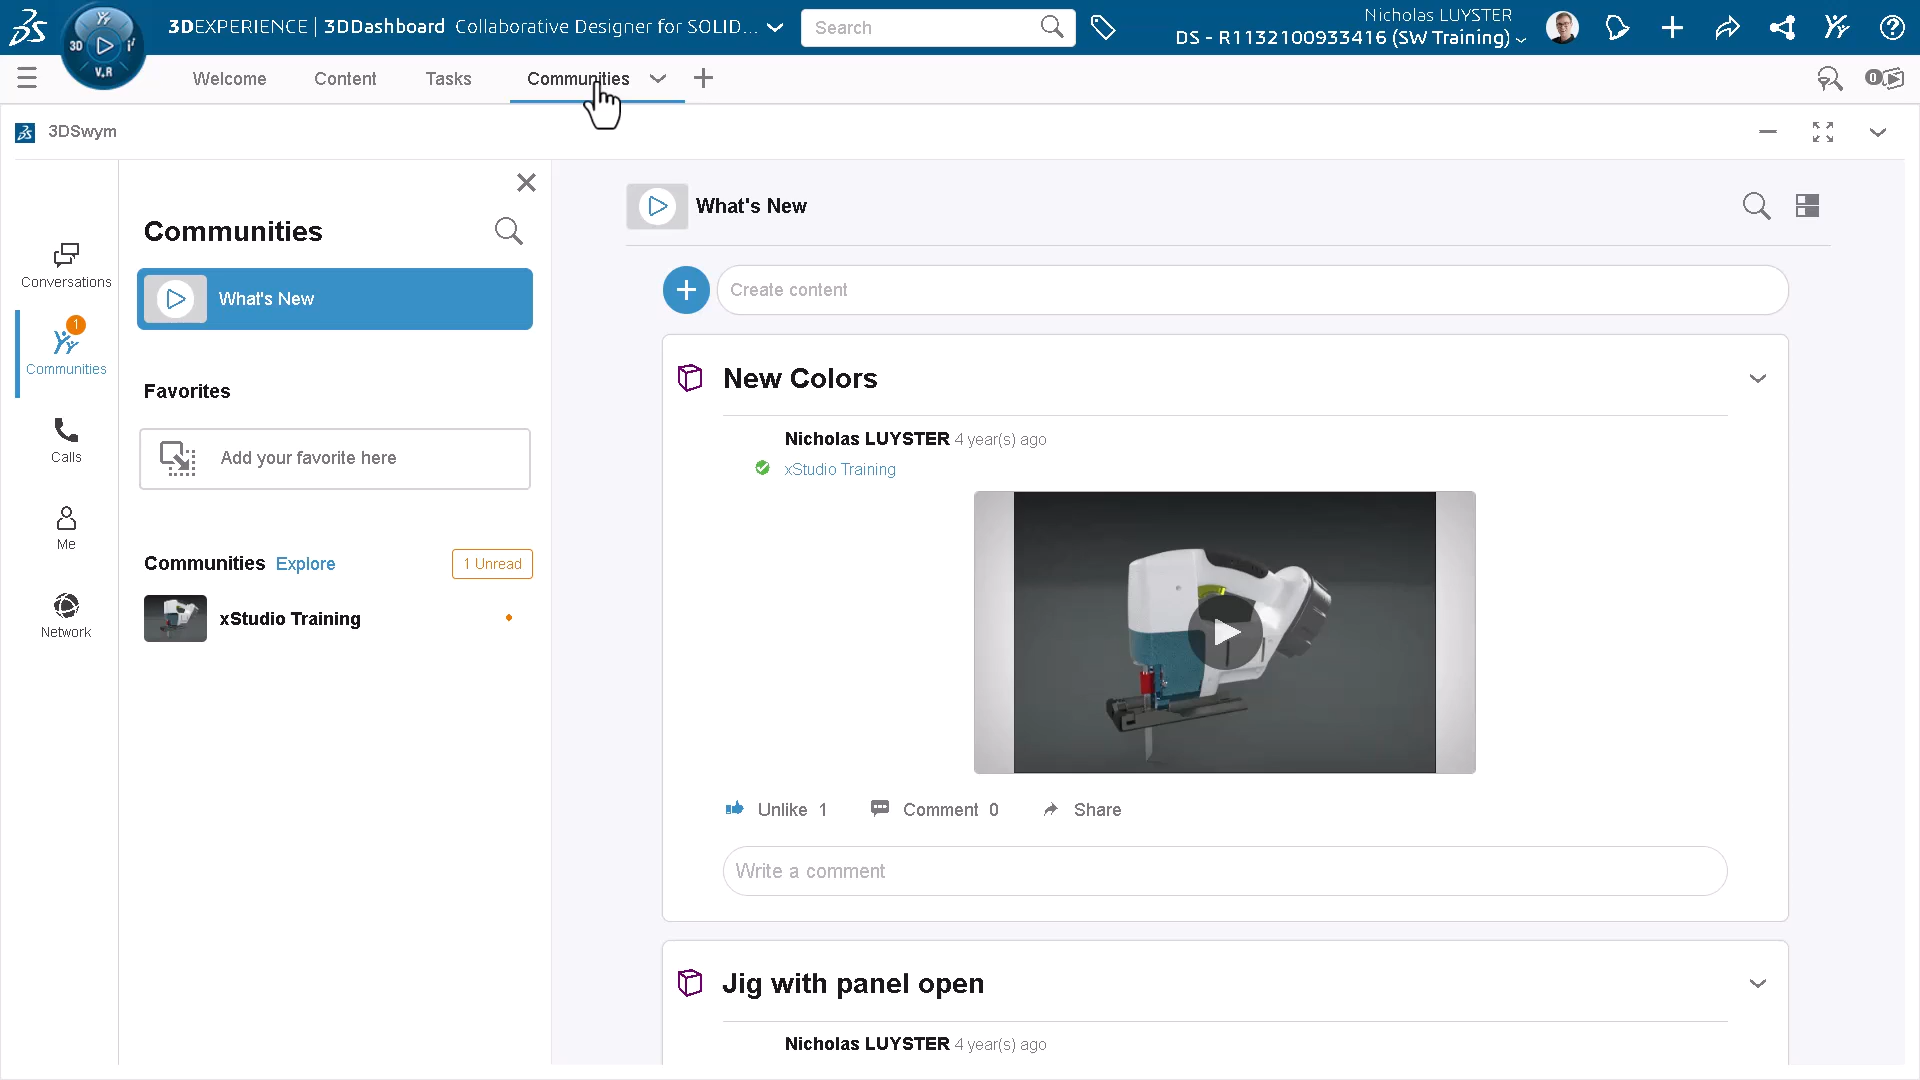 3DEXPERIENCE | 3DDashboard Collaborative Designer for SOLID...
Search
Nicholas LUYSTER
DS - R1132100933416 (SW Training)
3D
V.R
Welcome
Content
Tasks
Communities
0
3DSwym
Conversations
1
Communities
Calls
Me
Network
Communities
What's New
Favorites
Add your favorite here
Communities Explore
1 Unread
xStudio Training
What's New
Create content
New Colors
Nicholas LUYSTER 4 year(s) ago
xStudio Training
Unlike 1
Comment 0
Share
Write a comment
Jig with panel open
Nicholas LUYSTER 4 year(s) ago